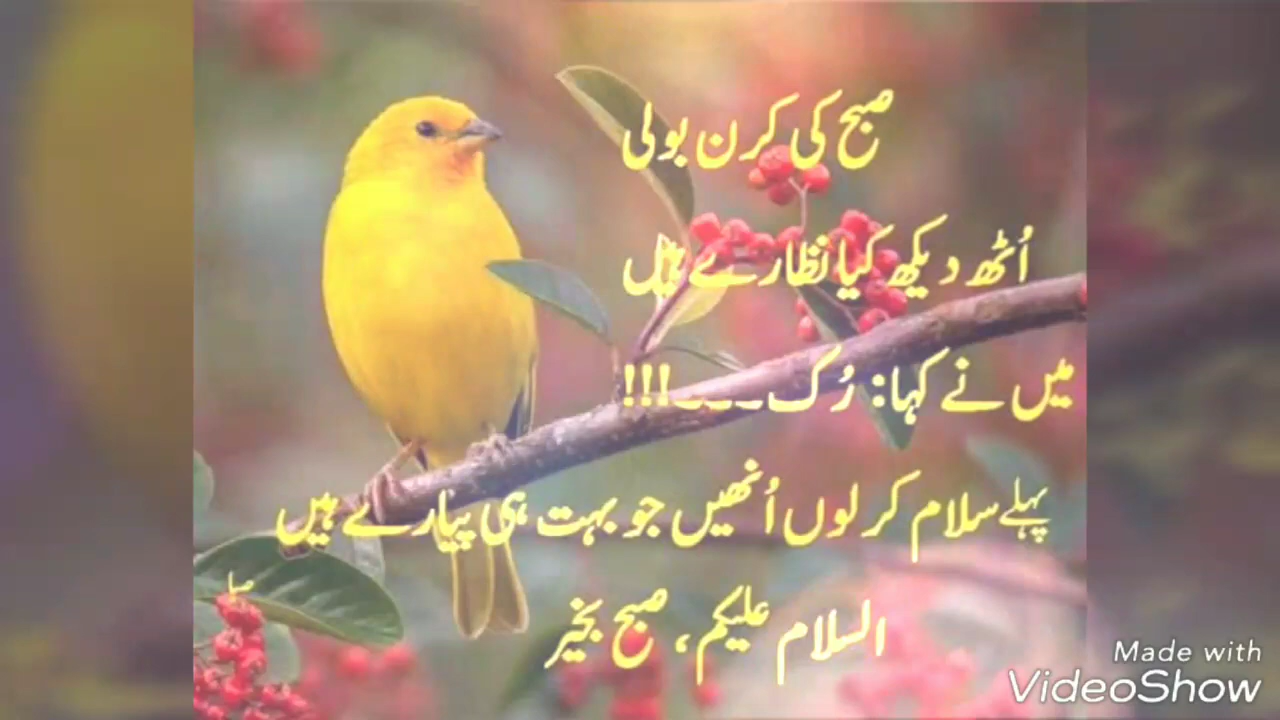 صبح کی کرن بولی
اُٹھ دیکھ کیا نظارے ہیں
میں نے کہا: رُک۔۔۔!!!
پہلے سلام کر لوں اُنھیں جو بہت ہی پیارے ہیں
السلام علیکم، صبح بخیر
صبا
Made with
VideoShow